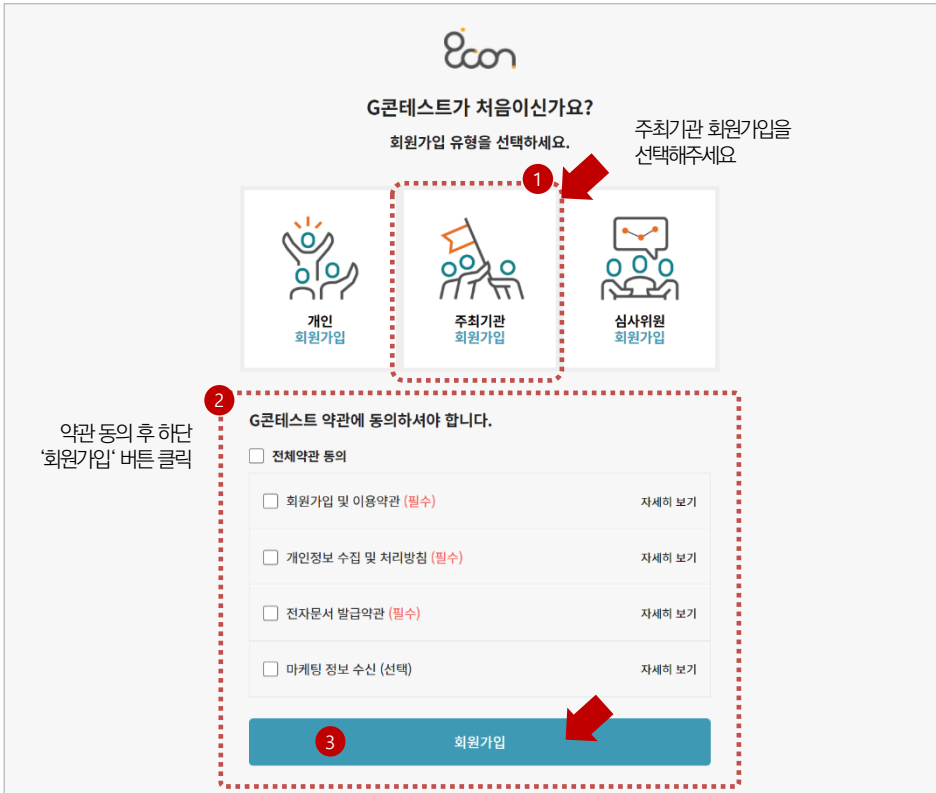 gcon
G콘테스트가 처음이신가요?
회원가입 유형을 선택하세요.
주최기관 회원가입을
선택해주세요
1
개인
회원가입
주최기관
회원가입
심사위원
회원가입
2
약관 동의 후 하단
‘회원가입‘ 버튼 클릭
G콘테스트 약관에 동의하셔야 합니다.
전체약관 동의
회원가입 및 이용약관 (필수) 자세히 보기
개인정보 수집 및 처리방침 (필수) 자세히 보기
전자문서 발급약관 (필수) 자세히 보기
마케팅 정보 수신 (선택) 자세히 보기
3 회원가입